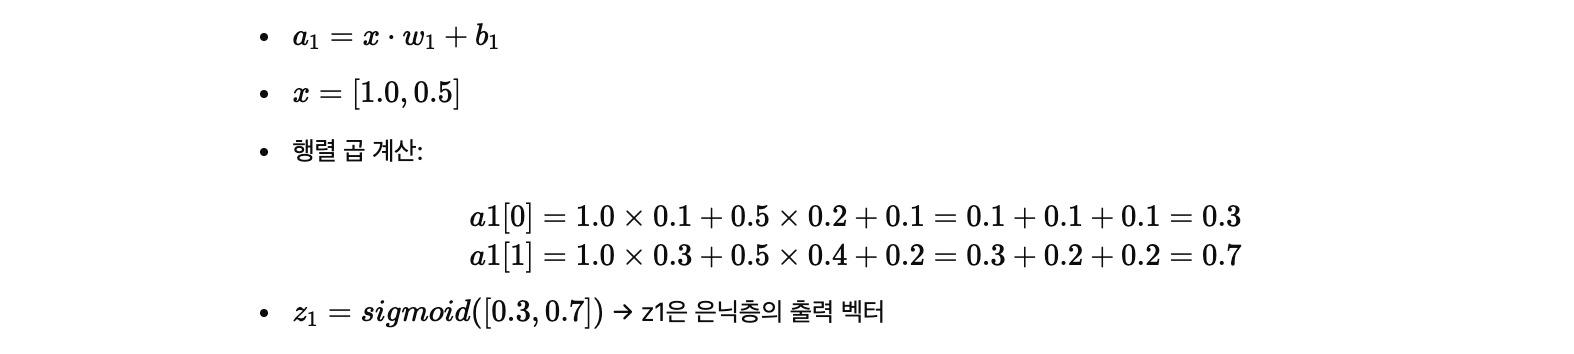 • a₁ = x · w₁ + b₁
• x = [1.0, 0.5]
• 행렬 곱 계산:
a1[0] = 1.0 × 0.1 + 0.5 × 0.2 + 0.1 = 0.1 + 0.1 + 0.1 = 0.3
a1[1] = 1.0 × 0.3 + 0.5 × 0.4 + 0.2 = 0.3 + 0.2 + 0.2 = 0.7
• z₁ = sigmoid([0.3, 0.7]) → z1은 은닉층의 출력 벡터